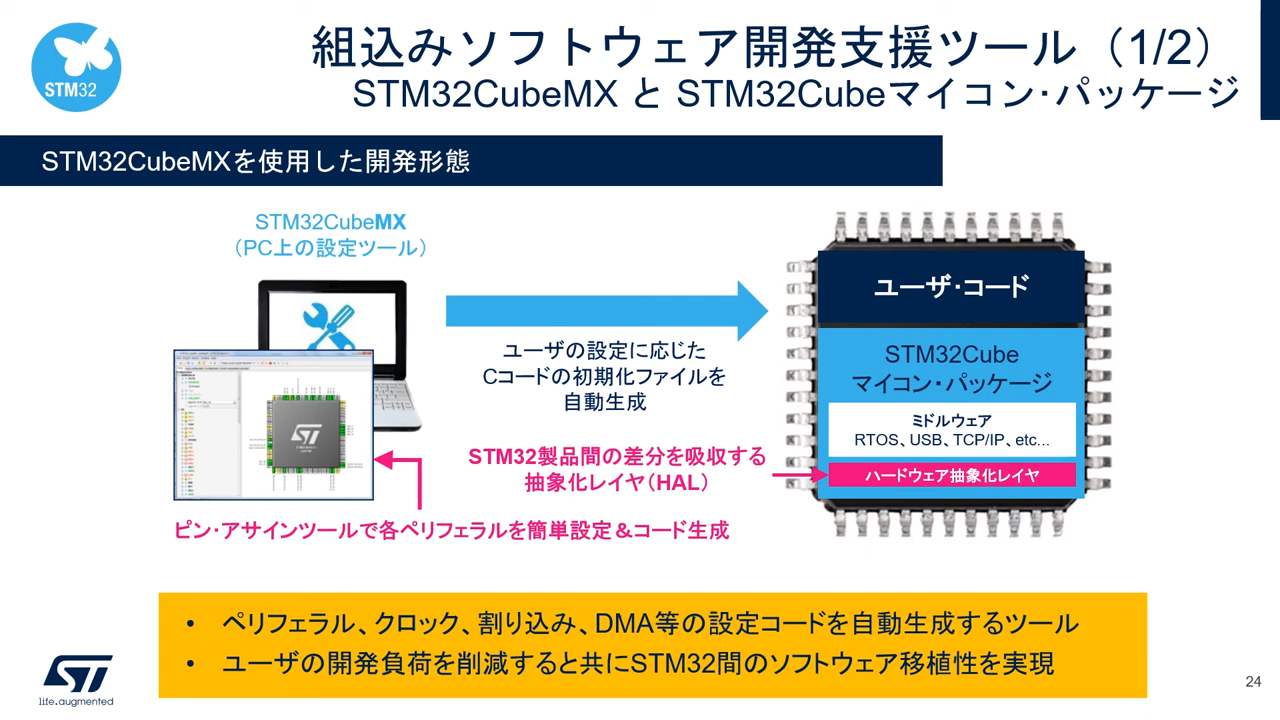 STM32
組込みソフトウェア開発支援ツール（1/2）
STM32CubeMX と STM32Cubeマイコン･パッケージ
STM32CubeMXを使用した開発形態
STM32CubeMX
（PC上の設定ツール）
ユーザの設定に応じた
Cコードの初期化ファイルを
自動生成
STM32製品間の差分を吸収する
抽象化レイヤ（HAL）
ピン･アサインツールで各ペリフェラルを簡単設定＆コード生成
ユーザ･コード
STM32Cube
マイコン･パッケージ
ミドルウェア
RTOS、USB、TCP/IP、etc...
ハードウェア抽象化レイヤ
• ペリフェラル、クロック、割り込み、DMA等の設定コードを自動生成するツール
• ユーザの開発負荷を削減すると共にSTM32間のソフトウェア移植性を実現
ST
life.augmented
24